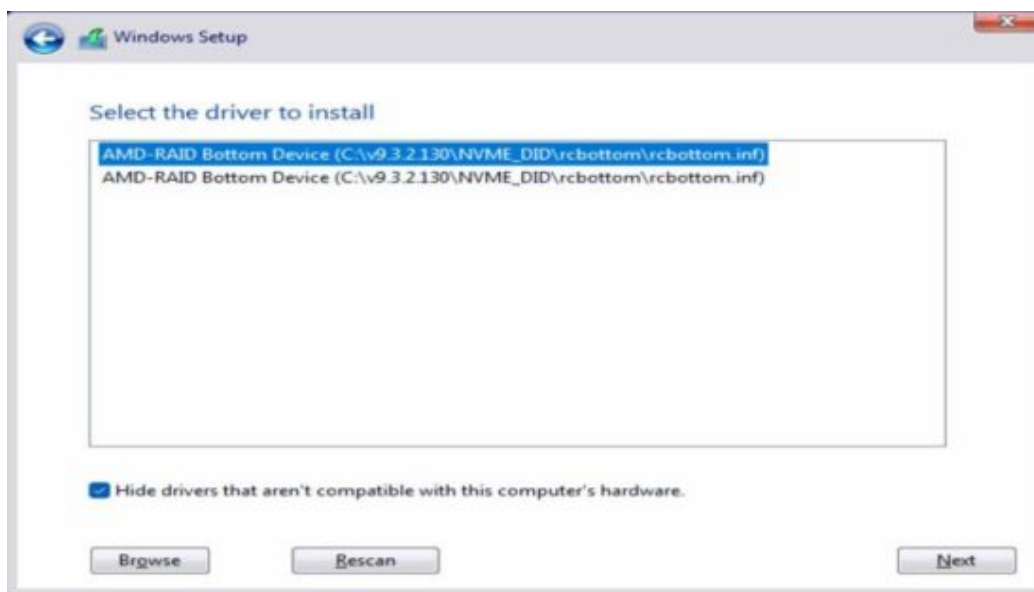 Windows Setup
Select the driver to install
AMD-RAID Bottom Device (C:\v9.3.2.130\NVME_DID\rcbottom\rcbottom.inf)
AMD-RAID Bottom Device (C:\v9.3.2.130\NVME_DID\rcbottom\rcbottom.inf)
Hide drivers that aren't compatible with this computer's hardware.
Browse Rescan Next